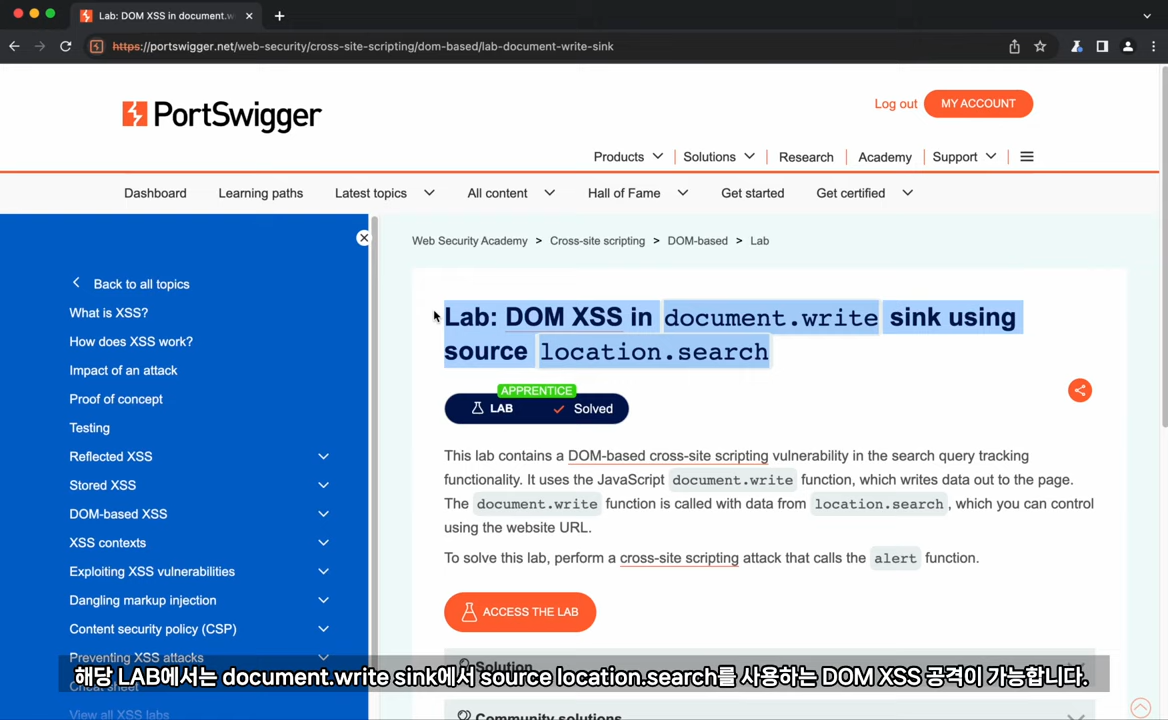 Lab: DOM XSS in document.w
https://portswigger.net/web-security/cross-site-scripting/dom-based/lab-document-write-sink
PortSwigger
Log out
MY ACCOUNT
Products
Solutions
Research
Academy
Support
Dashboard
Learning paths
Latest topics
All content
Hall of Fame
Get started
Get certified
Back to all topics
What is XSS?
How does XSS work?
Impact of an attack
Proof of concept
Testing
Reflected XSS
Stored XSS
DOM-based XSS
XSS contexts
Exploiting XSS vulnerabilities
Dangling markup injection
Content security policy (CSP)
Preventing XSS attacks
Cheat sheet
View all XSS labs
Web Security Academy > Cross-site scripting > DOM-based > Lab
Lab: DOM XSS in document.write sink using
source location.search
APPRENTICE
LAB Solved
This lab contains a DOM-based cross-site scripting vulnerability in the search query tracking
functionality. It uses the JavaScript document.write function, which writes data out to the page.
The document.write function is called with data from location.search, which you can control
using the website URL.
To solve this lab, perform a cross-site scripting attack that calls the alert function.
ACCESS THE LAB
Solution
Community solutions
해당 LAB에서는 document.write sink에서 source location.search를 사용하는 DOM XSS 공격이 가능합니다.